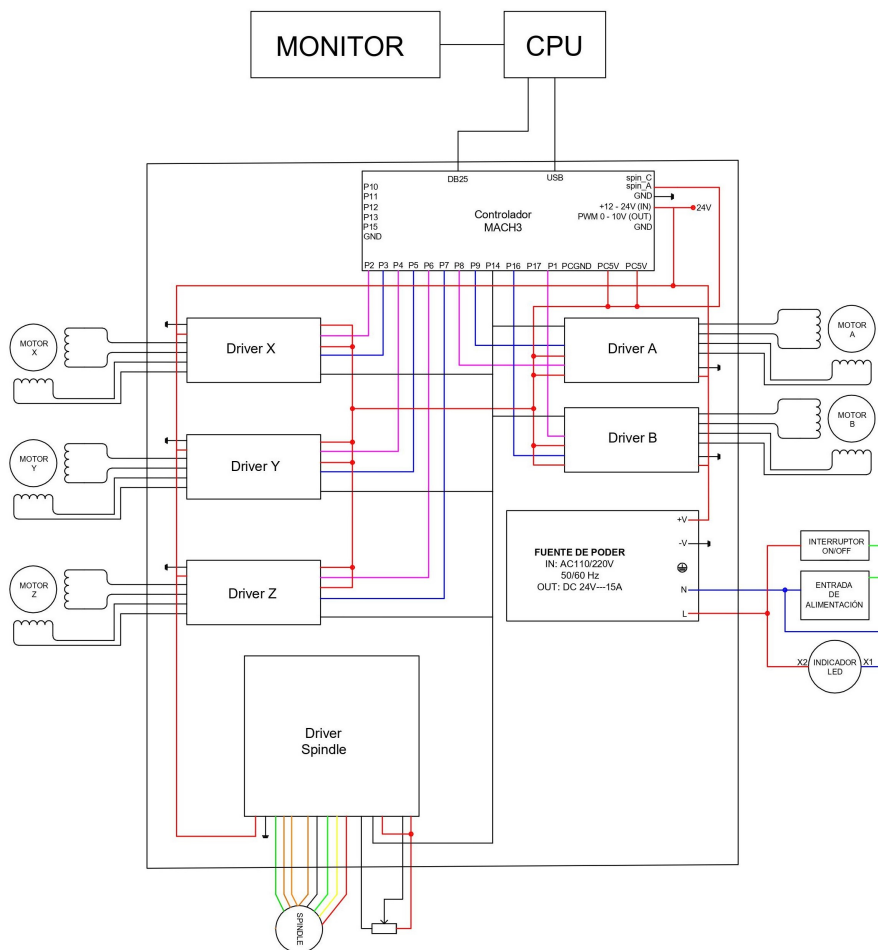 MONITOR
CPU
DB25
USB
P10
P11
P12
P13
P15
GND
Controlador
MACH3
spin_C
spin_A
GND
+12 - 24V (IN)
PWM 0 - 10V (OUT)
GND
24V
P2 P3 P4 P5 P6 P7 P8 P9 P14 P16 P17 P1 PCGND PC5V PC5V
MOTOR
X
Driver X
Driver A
MOTOR
A
MOTOR
Y
Driver Y
Driver B
MOTOR
B
MOTOR
Z
Driver Z
FUENTE DE PODER
IN: AC110/220V
50/60 Hz
OUT: DC 24V---15A
+V
-V
N
L
INTERRUPTOR
ON/OFF
ENTRADA
DE
ALIMENTACIÓN
X2
INDICADOR
LED
X1
Driver
Spindle
SPINDLE